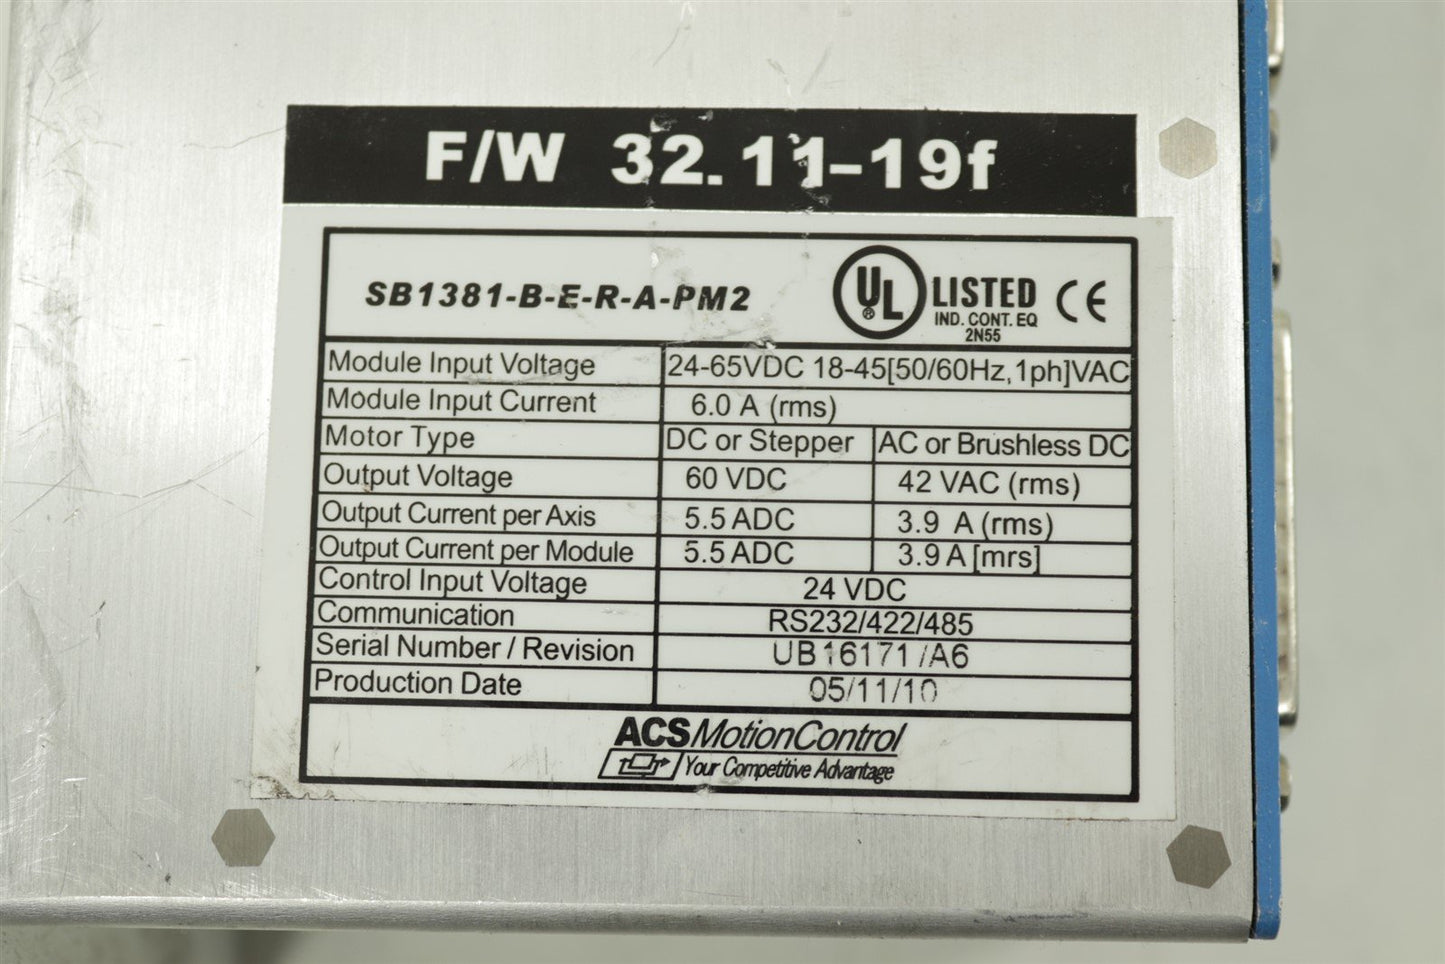 F/W 32.11-19f
SB1381-B-E-R-A-PM2
UL ® LISTED CE
IND. CONT. EQ
2N55
Module Input Voltage 24-65VDC 18-45[50/60Hz,1ph]VAC
Module Input Current 6.0 A (rms)
Motor Type DC or Stepper AC or Brushless DC
Output Voltage 60 VDC 42 VAC (rms)
Output Current per Axis 5.5 ADC 3.9 A (rms)
Output Current per Module 5.5 ADC 3.9 A [mrs]
Control Input Voltage 24 VDC
Communication RS232/422/485
Serial Number / Revision UB16171 /A6
Production Date 05/11/10
ACS MotionControl
Your Competitive Advantage